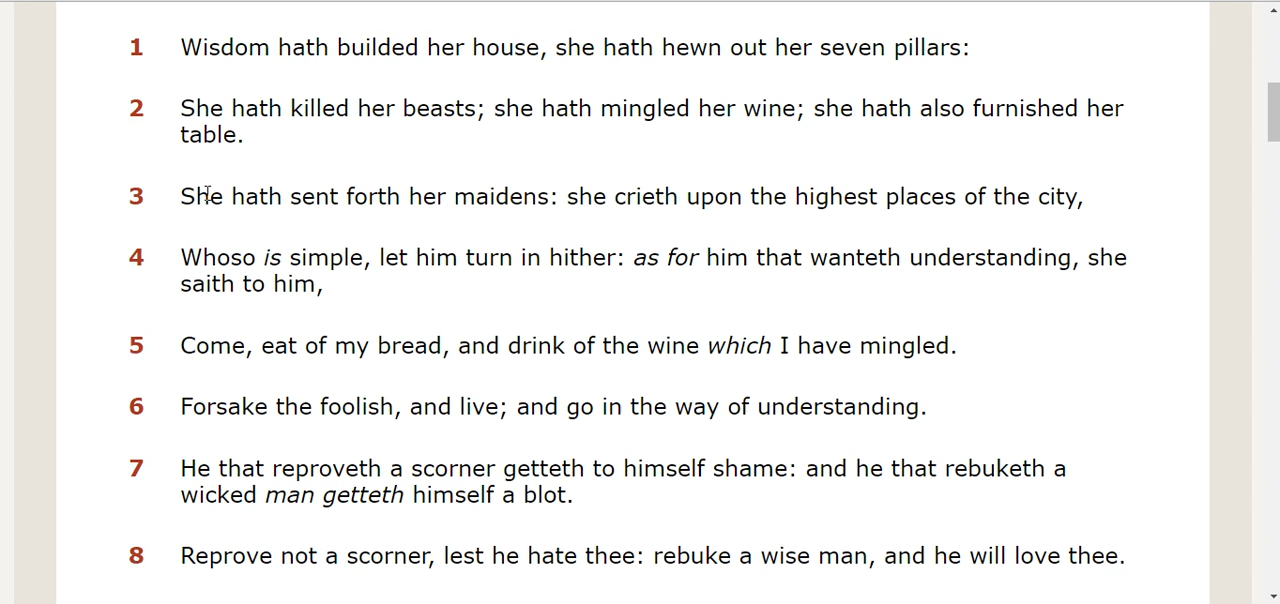 1 Wisdom hath builded her house, she hath hewn out her seven pillars:
2 She hath killed her beasts; she hath mingled her wine; she hath also furnished her
table.
3 She hath sent forth her maidens: she crieth upon the highest places of the city,
4 Whoso is simple, let him turn in hither: as for him that wanteth understanding, she
saith to him,
5 Come, eat of my bread, and drink of the wine which I have mingled.
6 Forsake the foolish, and live; and go in the way of understanding.
7 He that reproveth a scorner getteth to himself shame: and he that rebuketh a
wicked man getteth himself a blot.
8 Reprove not a scorner, lest he hate thee: rebuke a wise man, and he will love thee.